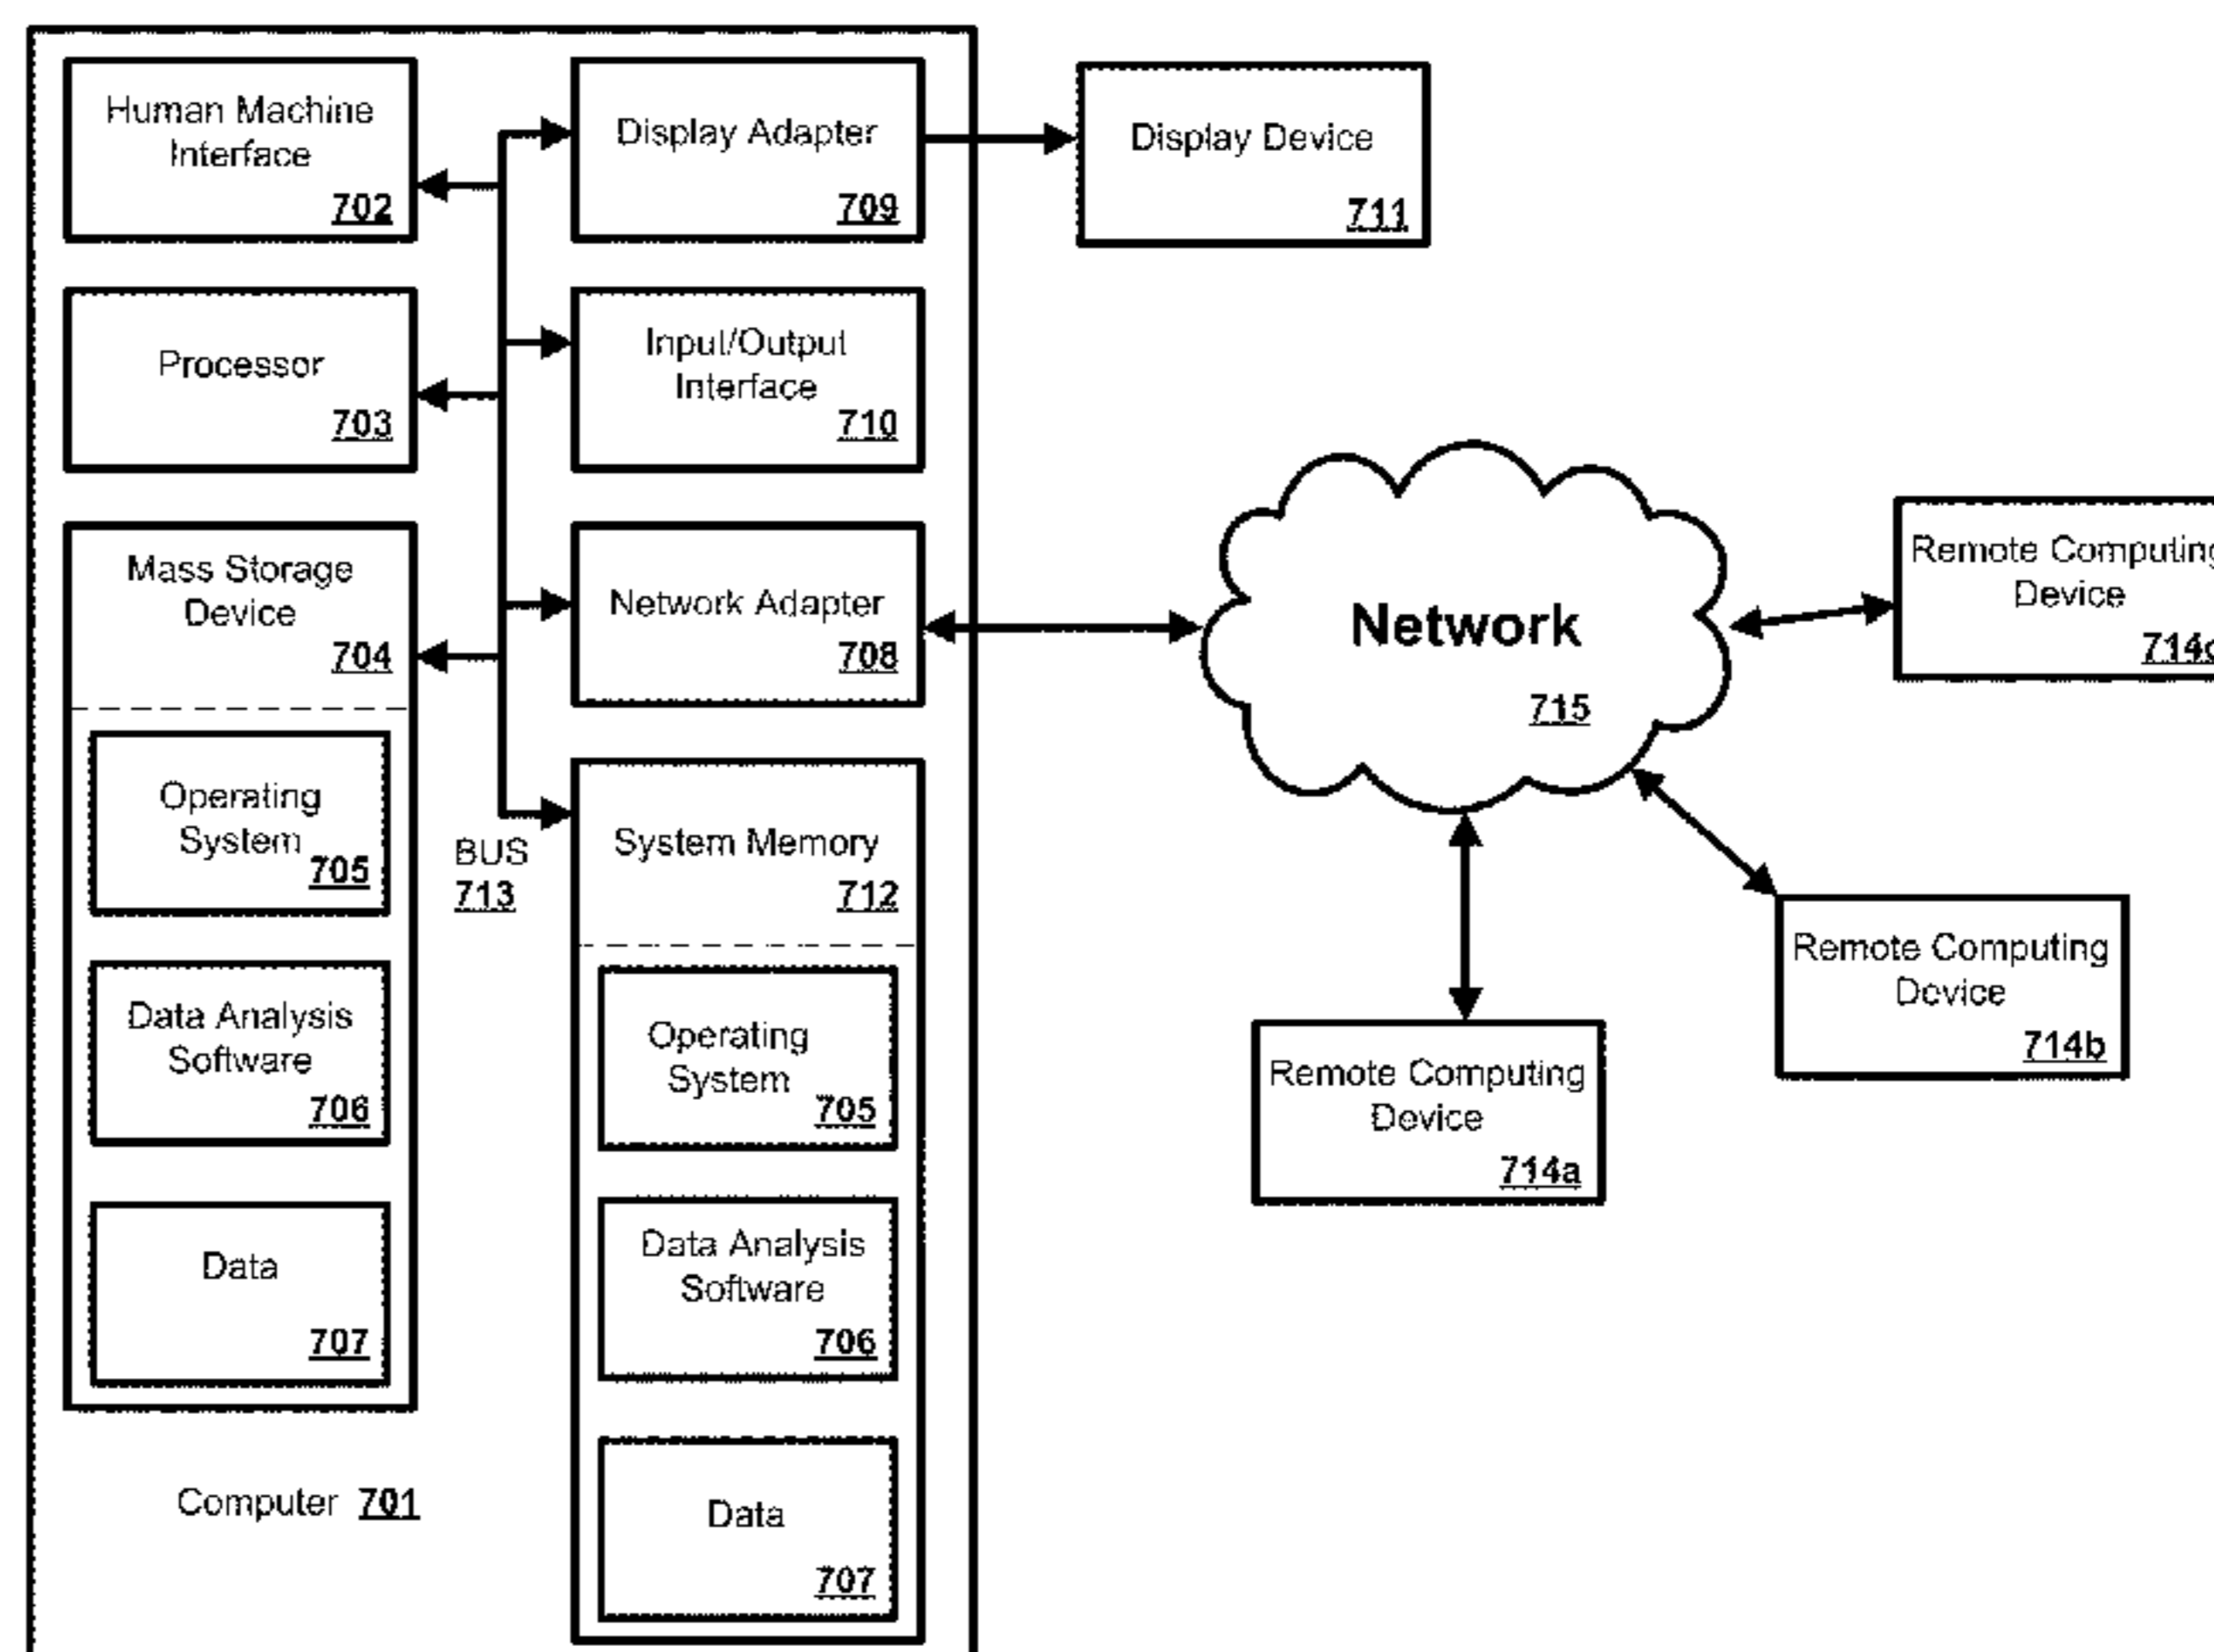 Human Machine
Interface
702
Display Adapter
709
Display Device
711
Processor
703
Input/Output
Interface
710
Mass Storage
Device
704
Network Adapter
708
Network
715
Remote Computing
Device
Operating
System
705
BUS
713
System Memory
712
Remote Computing
Device
714b
Data Analysis
Software
706
Operating
System
705
Remote Computing
Device
714a
Data
707
Data Analysis
Software
706
Computer 701
Data
707